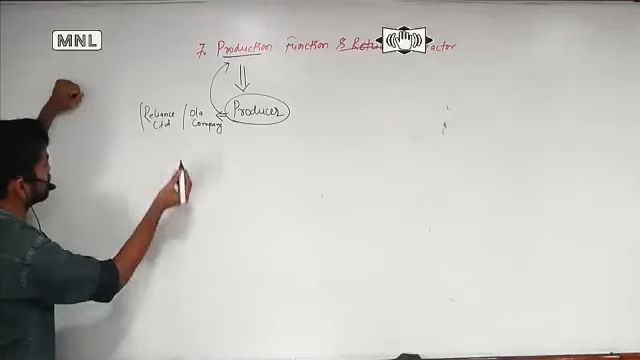 MNL
7. Production Function & Retu actor
Reliance Ltd / Ola Company
Producer